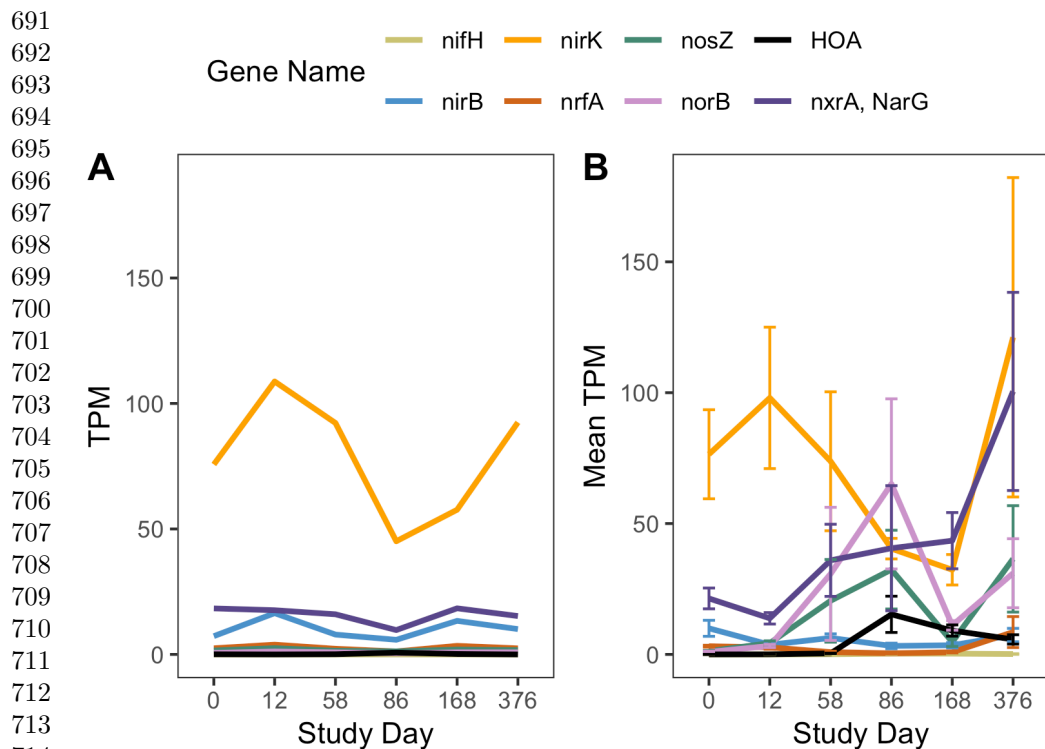 691
692
693
694
695
696
697
698
699
700
701
702
703
704
705
706
707
708
709
710
711
712
713
Gene Name
nifH nirK nosZ HOA
nirB nrfA norB nxrA, NarG
A
TPM
150
100
50
0
0 12 58 86 168 376
Study Day
B
Mean TPM
150
100
50
0
0 12 58 86 168 376
Study Day